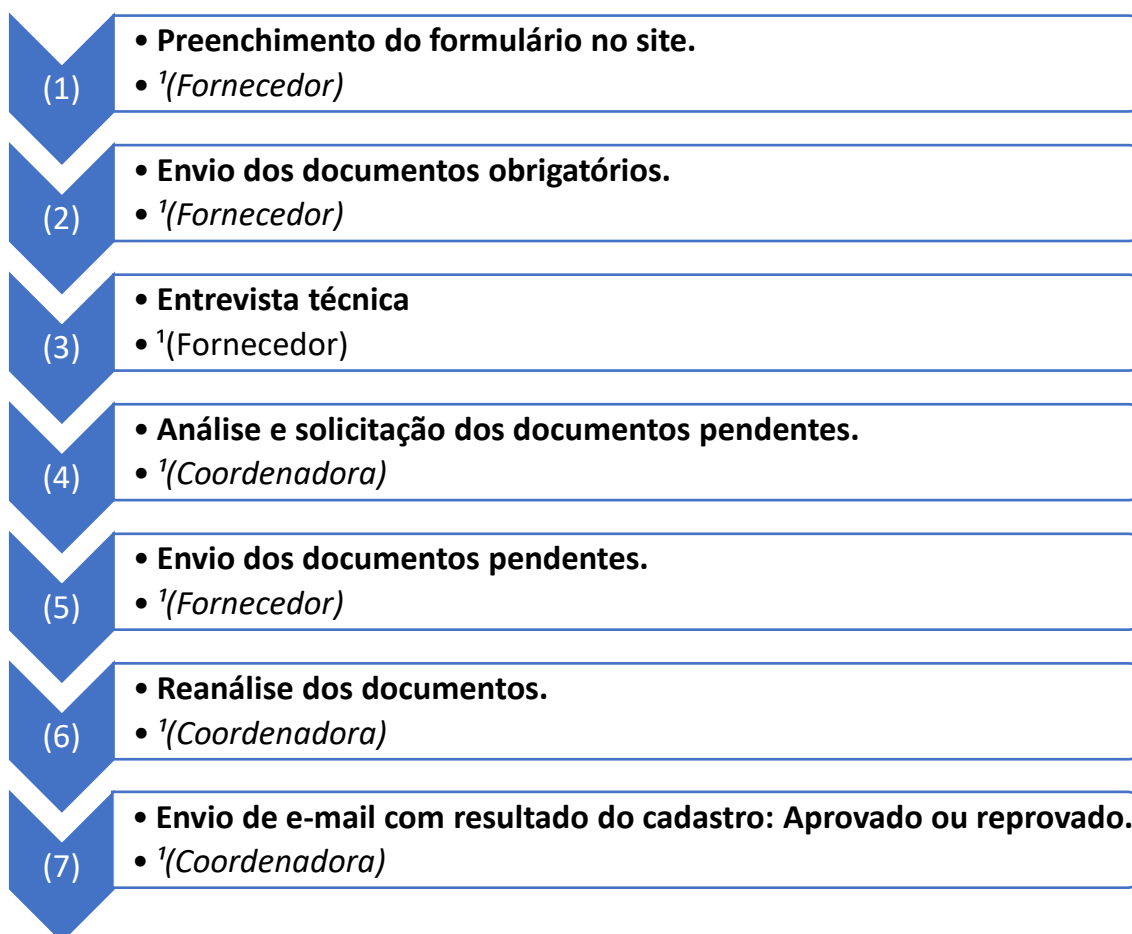 (1)
• Preenchimento do formulário no site.
• ¹(Fornecedor)
(2)
• Envio dos documentos obrigatórios.
• ¹(Fornecedor)
(3)
• Entrevista técnica
• ¹(Fornecedor)
(4)
• Análise e solicitação dos documentos pendentes.
• ¹(Coordenadora)
(5)
• Envio dos documentos pendentes.
• ¹(Fornecedor)
(6)
• Reanálise dos documentos.
• ¹(Coordenadora)
(7)
• Envio de e-mail com resultado do cadastro: Aprovado ou reprovado.
• ¹(Coordenadora)